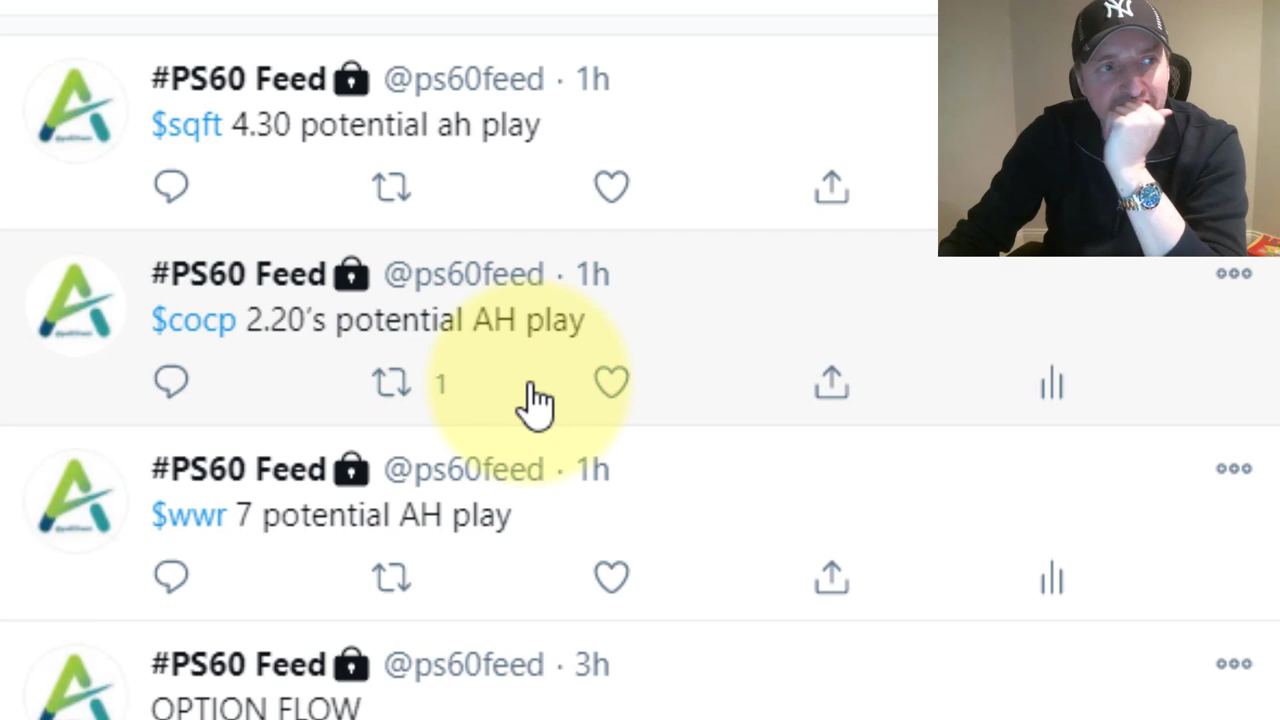 #PS60 Feed @ps60feed · 1h
$sqft 4.30 potential ah play
#PS60 Feed @ps60feed · 1h
$cocp 2.20's potential AH play
1
#PS60 Feed @ps60feed · 1h
$wwr 7 potential AH play
#PS60 Feed @ps60feed · 3h
OPTION FLOW
NY